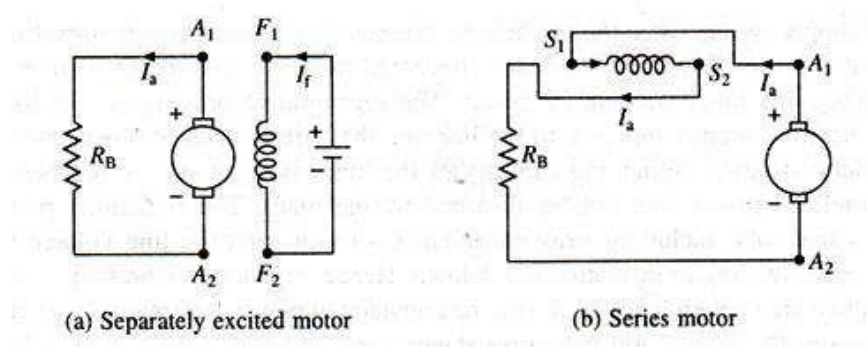 A1 F1
Ia If
+ +
RB
− −
A2 F2
(a) Separately excited motor
S1 S2 Ia A1
Ia
+
RB
−
A2
(b) Series motor